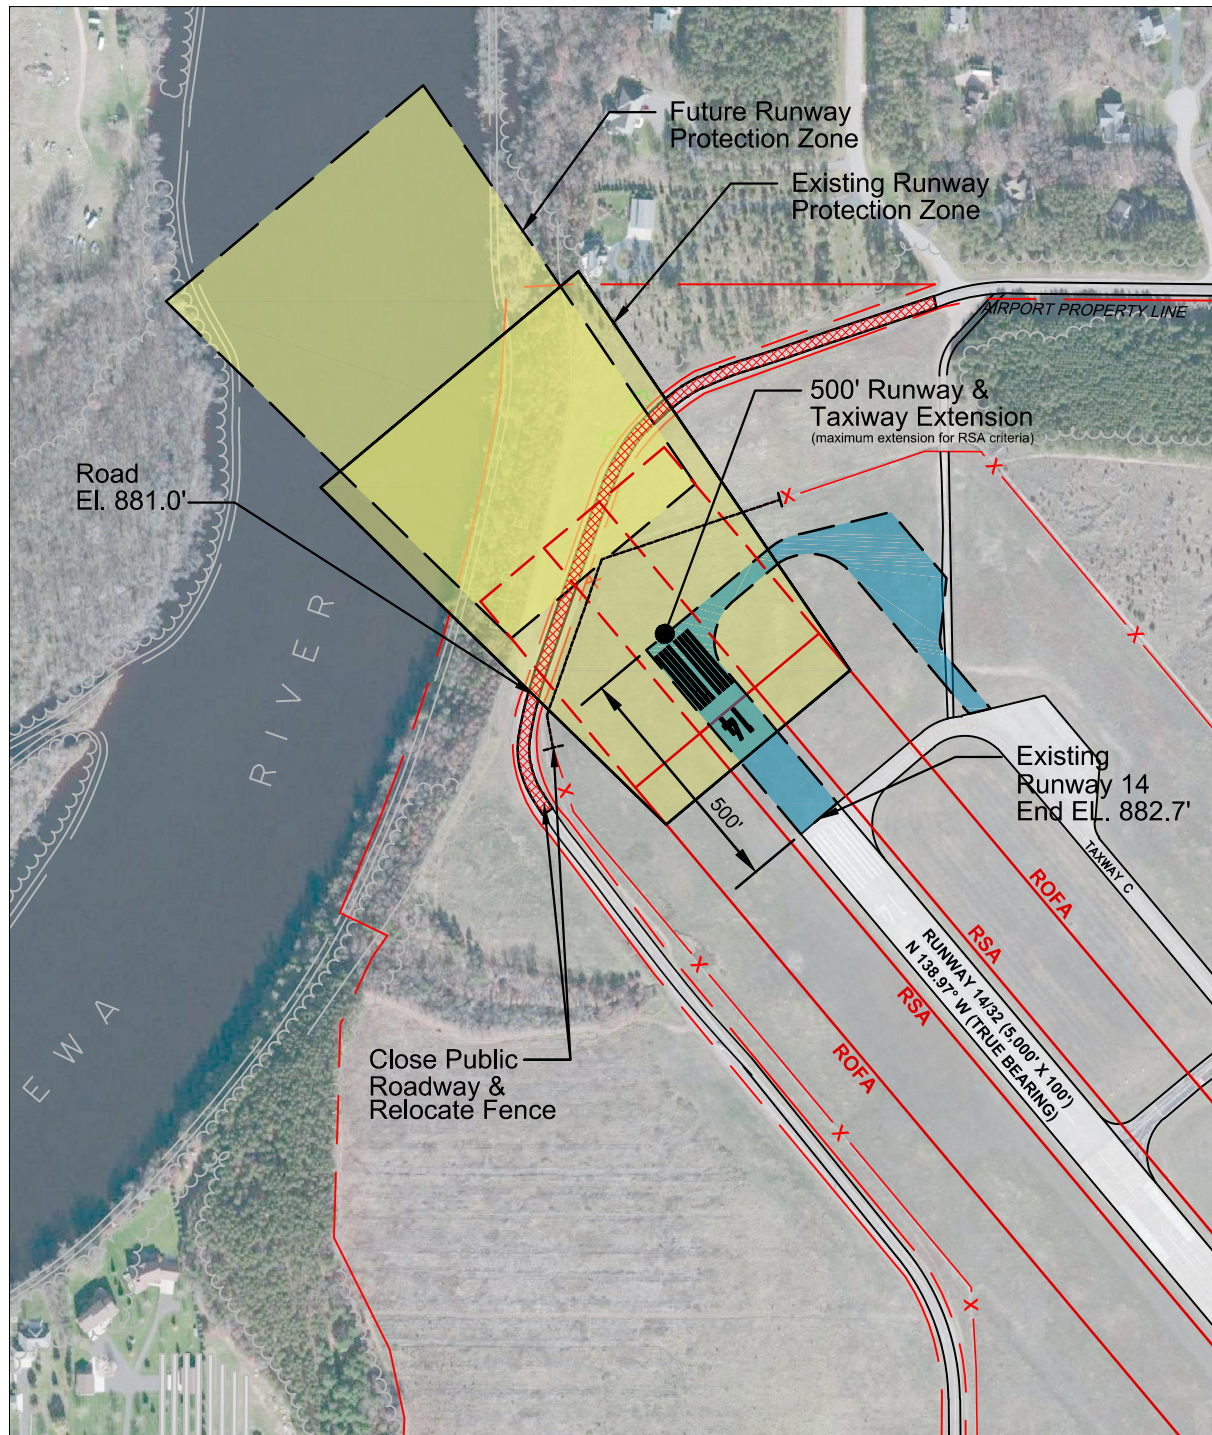 Future Runway
Protection Zone
Existing Runway
Protection Zone
AIRPORT PROPERTY LINE
500' Runway &
Taxiway Extension
(maximum extension for RSA criteria)
Road
El. 881.0'
X
X
X
RIVER
Existing
Runway 14
End EL. 882.7'
500'
X
14
TAXIWAY C
ROFA
RSA
RUNWAY 14/32 (5,000' X 100')
N 138.97° W (TRUE BEARING)
RSA
ROFA
X
EWA
Close Public
Roadway &
Relocate Fence
X
X